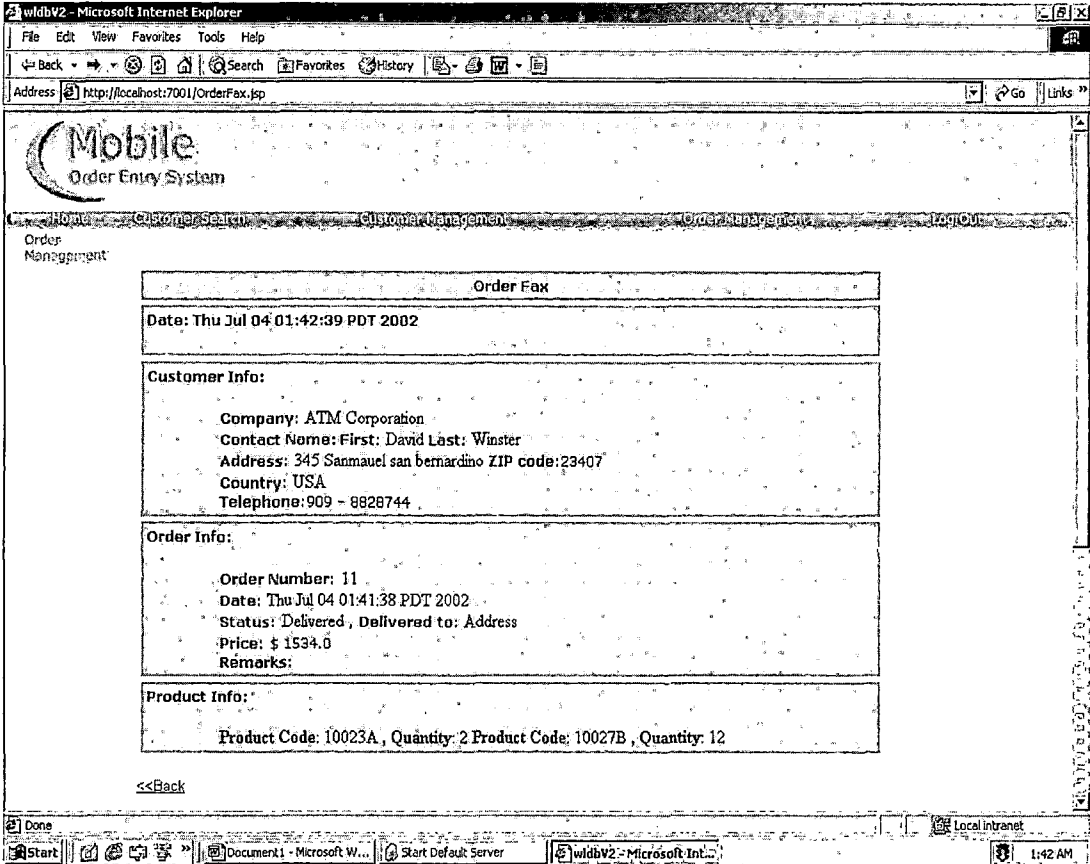 wldbV2 - Microsoft Internet Explorer
File Edit View Favorites Tools Help
Back Search Favorites History
Address http://localhost:7001/OrderFax.jsp Go Links »
Mobile
Order Entry System
Home Customer Search Customer Management Order Management LogOut
Order
Management
Order Fax
Date: Thu Jul 04 01:42:39 PDT 2002
Customer Info:
Company: ATM Corporation
Contact Name: First: David Last: Winster
Address: 345 Sanmauel san bernardino ZIP code:23407
Country: USA
Telephone:909 - 8828744
Order Info:
Order Number: 11
Date: Thu Jul 04 01:41:38 PDT 2002
Status: Delivered , Delivered to: Address
Price: $ 1534.0
Remarks:
Product Info:
Product Code: 10023A , Quantity: 2 Product Code: 10027B , Quantity: 12
<<Back
Done Local intranet
Start » Document1 - Microsoft W... Start Default Server wldbV2 - Microsoft Int... 1:42 AM